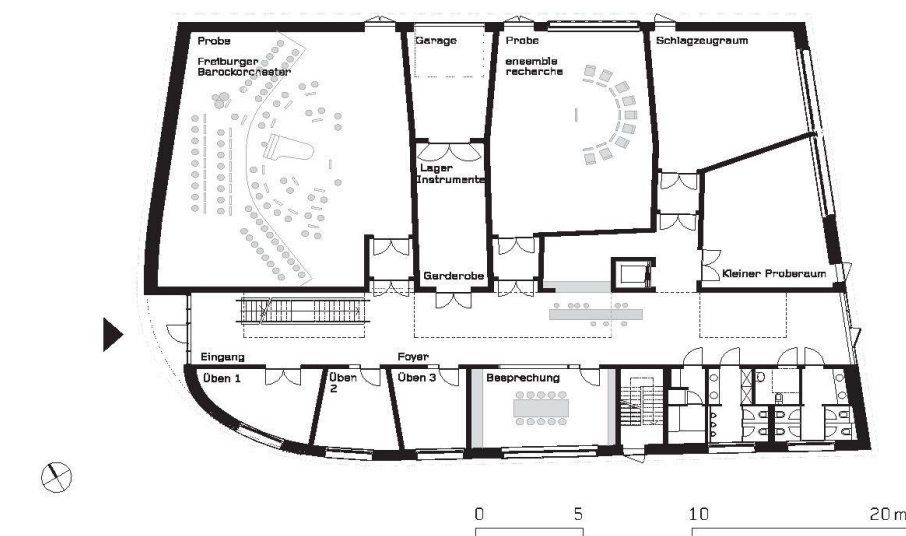 Probe
Freiburger
Barockorchester
Garage
Probe
ensemble
recherche
Schlagzeugraum
Lager
Instrumente
Garderobe
Kleiner Proberaum
Eingang
Foyer
Üben 1
Üben
2
Üben 3
Besprechung
0 5 10 20 m